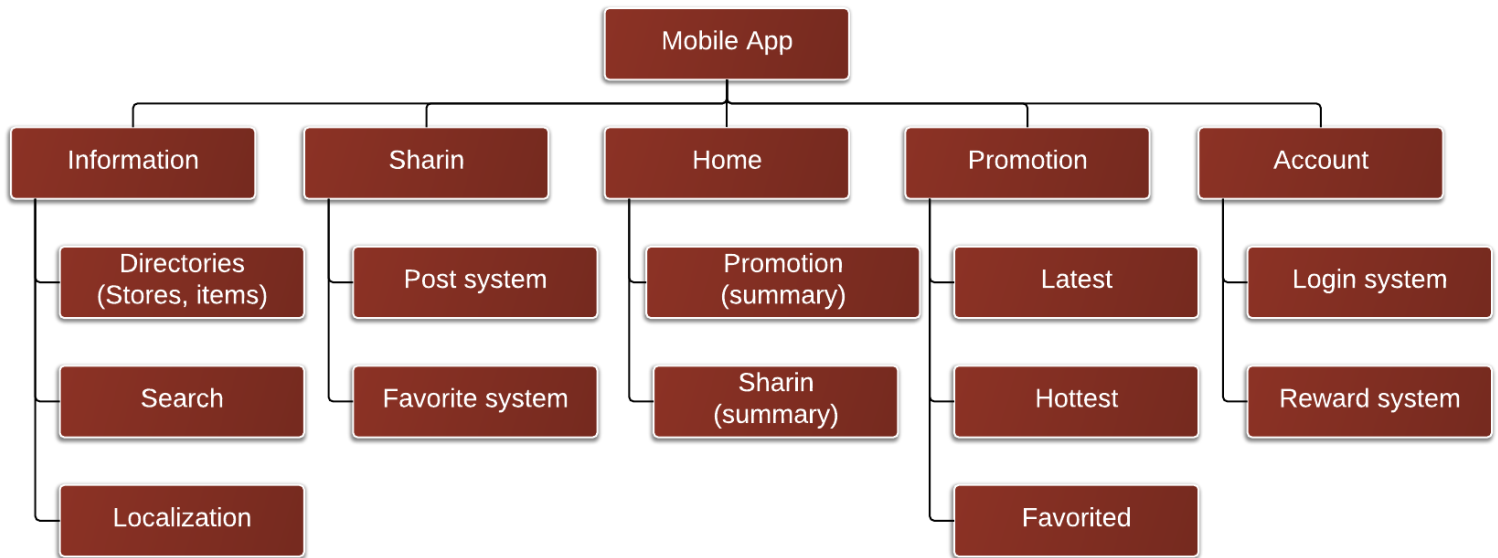 Mobile App
Information
Sharin
Home
Promotion
Account
Directories
(Stores, items)
Post system
Promotion
(summary)
Latest
Login system
Search
Favorite system
Sharin
(summary)
Hottest
Reward system
Localization
Favorited